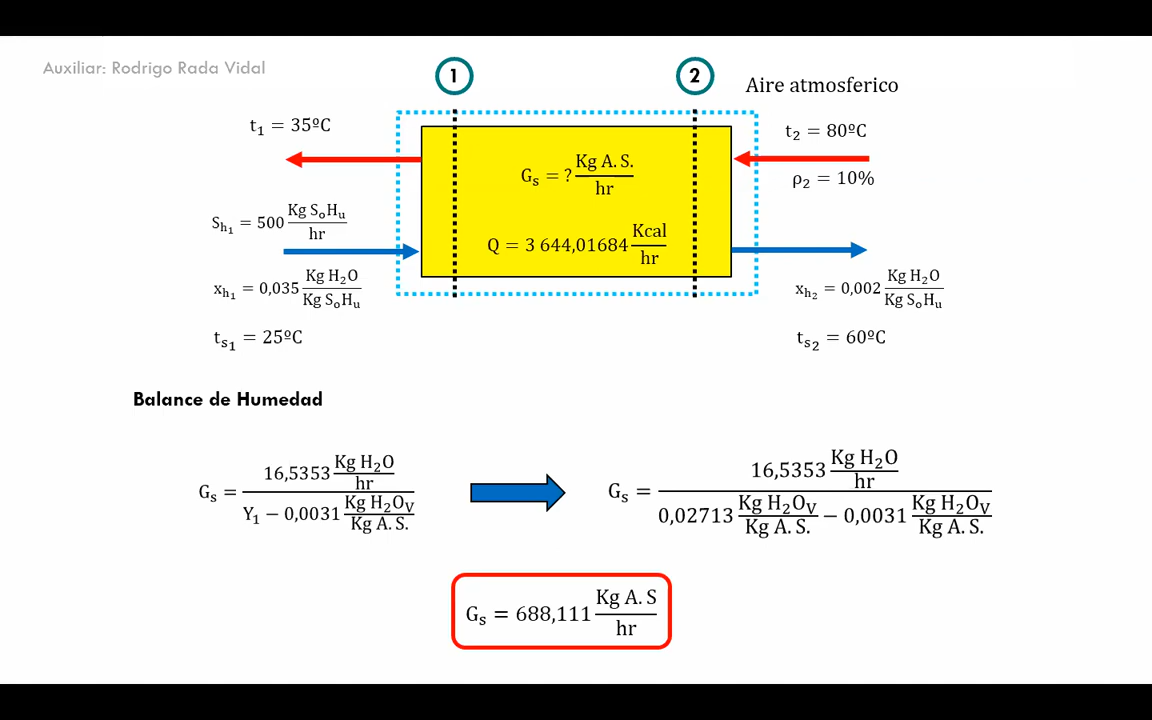 Auxiliar: Rodrigo Rada Vidal
1
2
Aire atmosferico
t₁ = 35ºC
t₂ = 80ºC
ρ₂ = 10%
Gₛ = ? Kg A. S. / hr
Sₕ₁ = 500 Kg SₒHᵤ / hr
Q = 3 644,01684 Kcal / hr
xₕ₁ = 0,035 Kg H₂O / Kg SₒHᵤ
xₕ₂ = 0,002 Kg H₂O / Kg SₒHᵤ
tₛ₁ = 25ºC
tₛ₂ = 60ºC
Balance de Humedad
Gₛ = (16,5353 Kg H₂O / hr) / (Y₁ − 0,0031 Kg H₂Oᵥ / Kg A. S.)
Gₛ = (16,5353 Kg H₂O / hr) / (0,02713 Kg H₂Oᵥ / Kg A. S. − 0,0031 Kg H₂Oᵥ / Kg A. S.)
Gₛ = 688,111 Kg A. S / hr